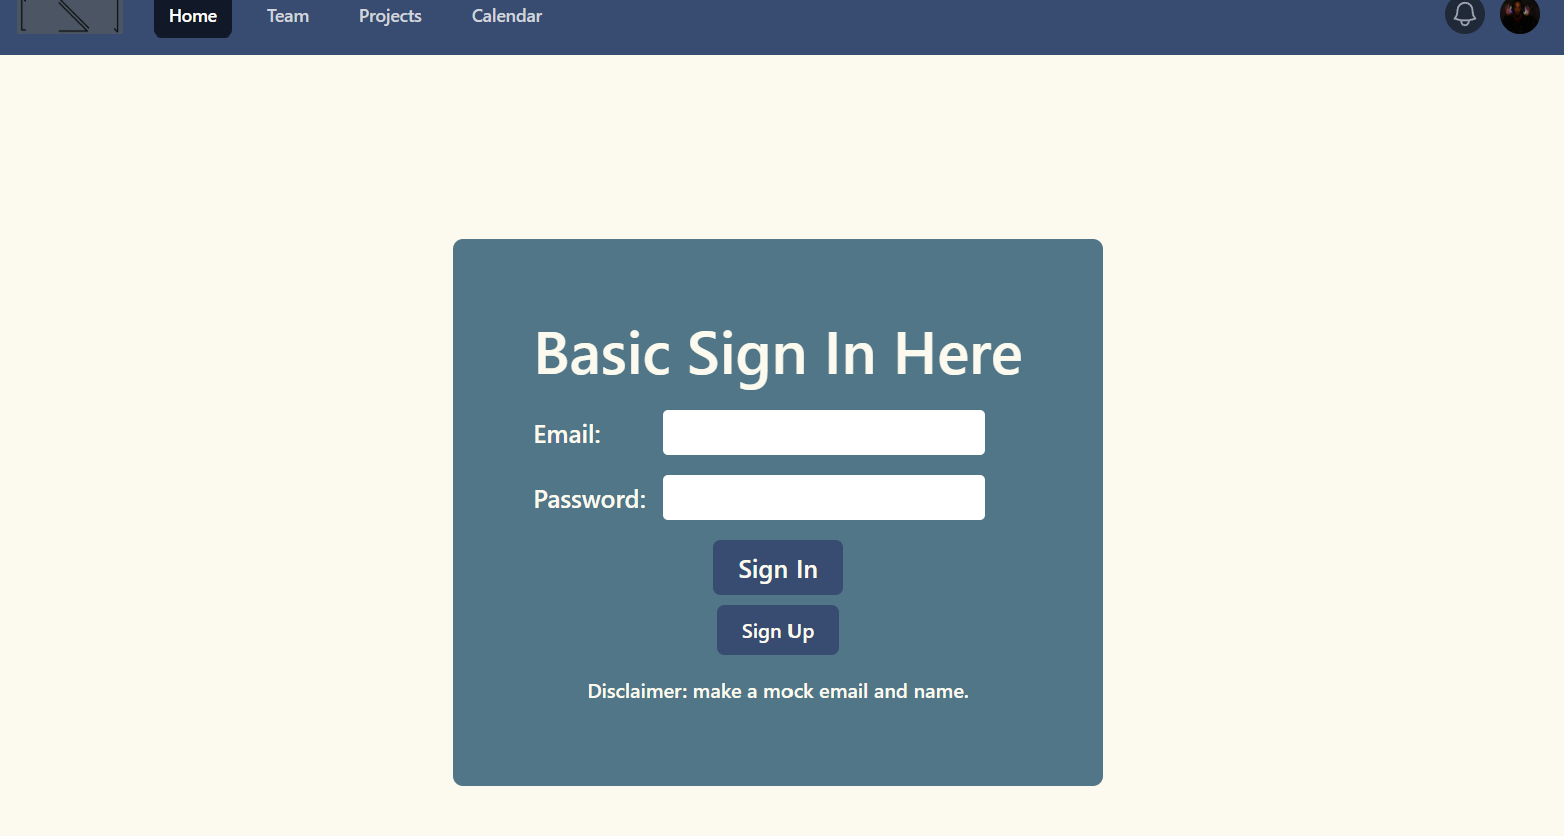 Home Team Projects Calendar
Basic Sign In Here
Email:
Password:
Sign In
Sign Up
Disclaimer: make a mock email and name.